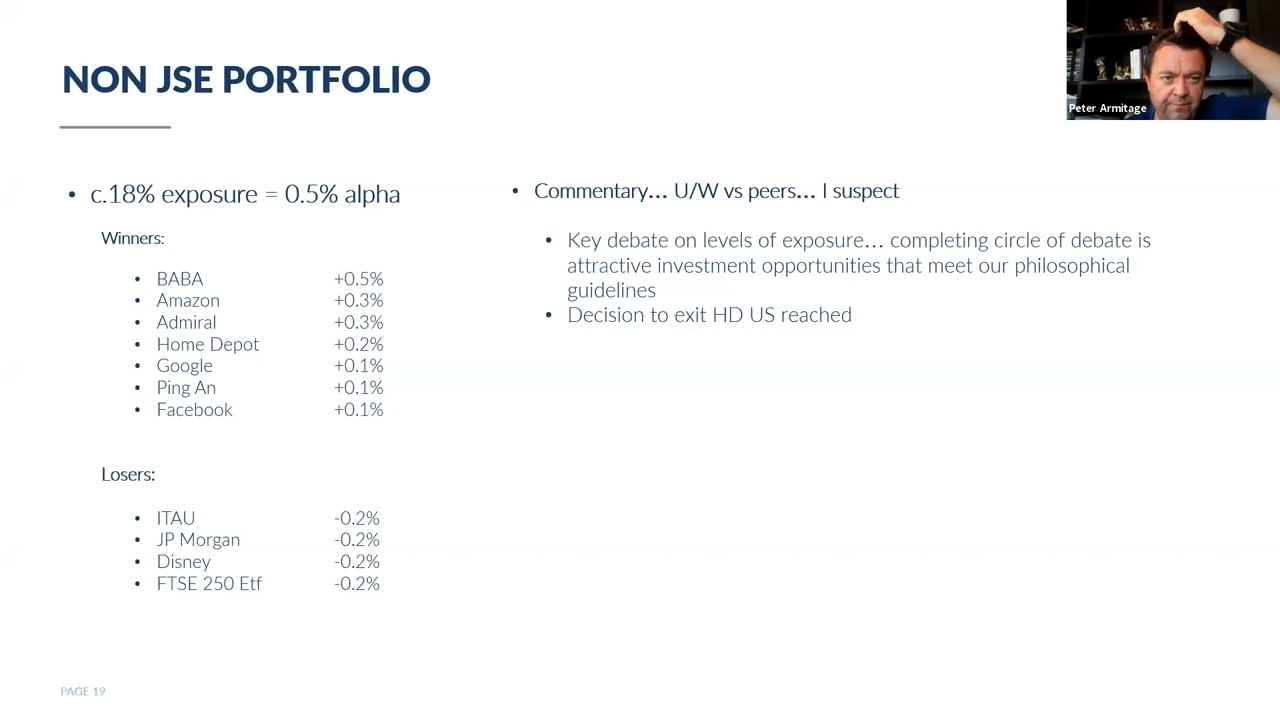 NON JSE PORTFOLIO
Peter Armitage
• c.18% exposure = 0.5% alpha
Winners:
• BABA +0.5%
• Amazon +0.3%
• Admiral +0.3%
• Home Depot +0.2%
• Google +0.1%
• Ping An +0.1%
• Facebook +0.1%
Losers:
• ITAU -0.2%
• JP Morgan -0.2%
• Disney -0.2%
• FTSE 250 Etf -0.2%
• Commentary... U/W vs peers... I suspect
• Key debate on levels of exposure... completing circle of debate is
attractive investment opportunities that meet our philosophical
guidelines
• Decision to exit HD US reached
PAGE 19